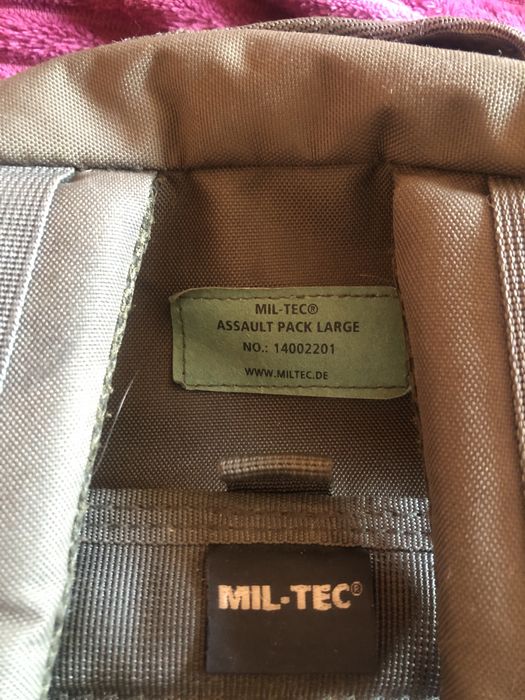 MIL-TEC®
ASSAULT PACK LARGE
NO.: 14002201
WWW.MILTEC.DE
MIL-TEC®